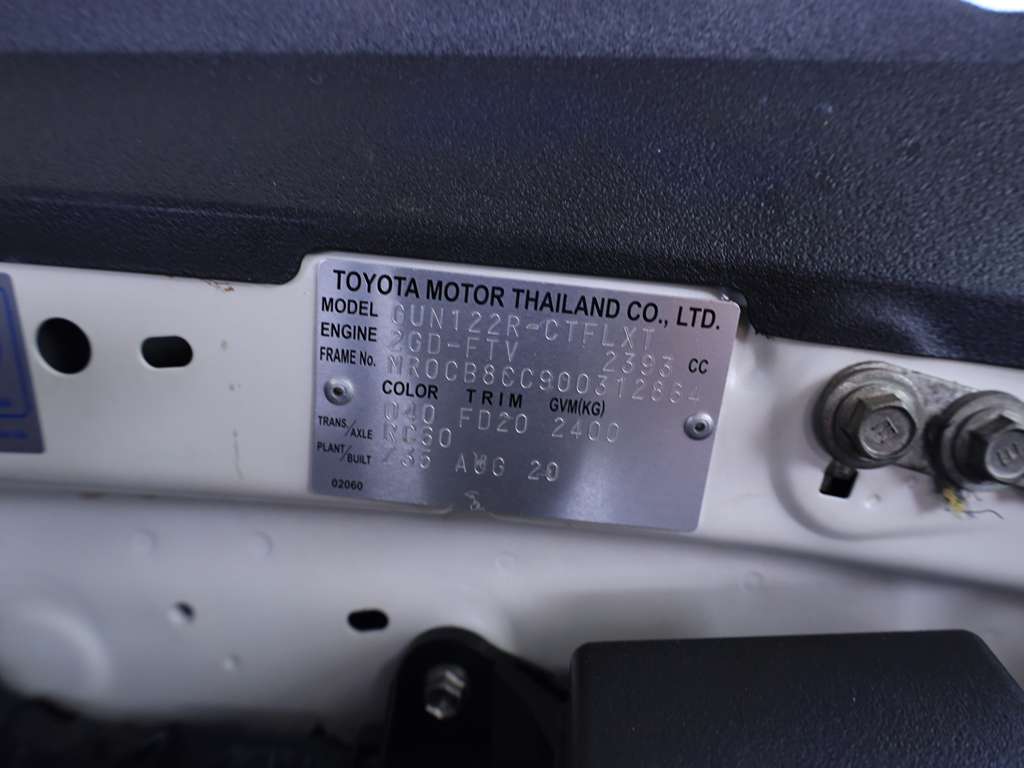 TOYOTA MOTOR THAILAND CO., LTD.
MODEL GUN122R-CTFLXT
ENGINE 2GD-FTV 2393 CC
FRAME No. MR0CB8CC900312864
COLOR TRIM GVM(KG)
040 FD20 2400
TRANS./AXLE RC60
PLANT/BUILT /35 AUG 20
02060